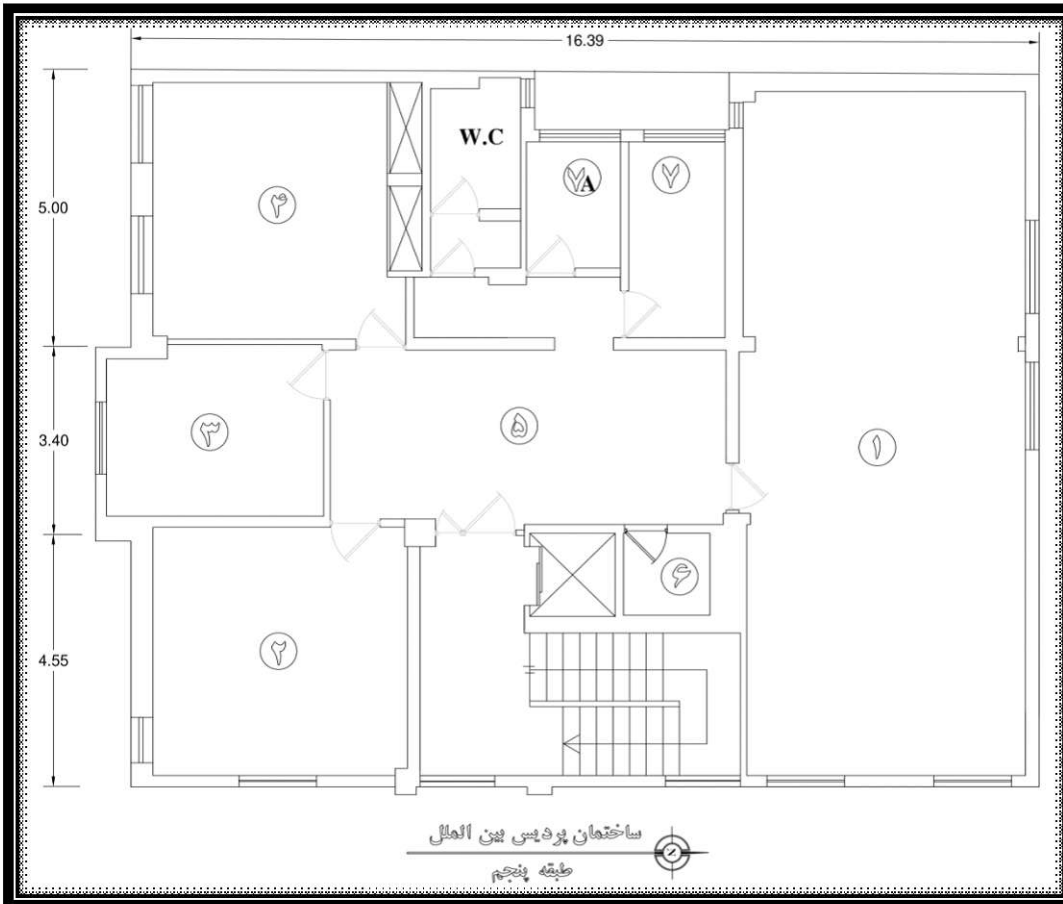 16.39
W.C
۷A
۷
۴
5.00
۵
۳
3.40
۱
۶
۲
4.55
ساختمان پردیس بین الملل
طبقه پنجم
N